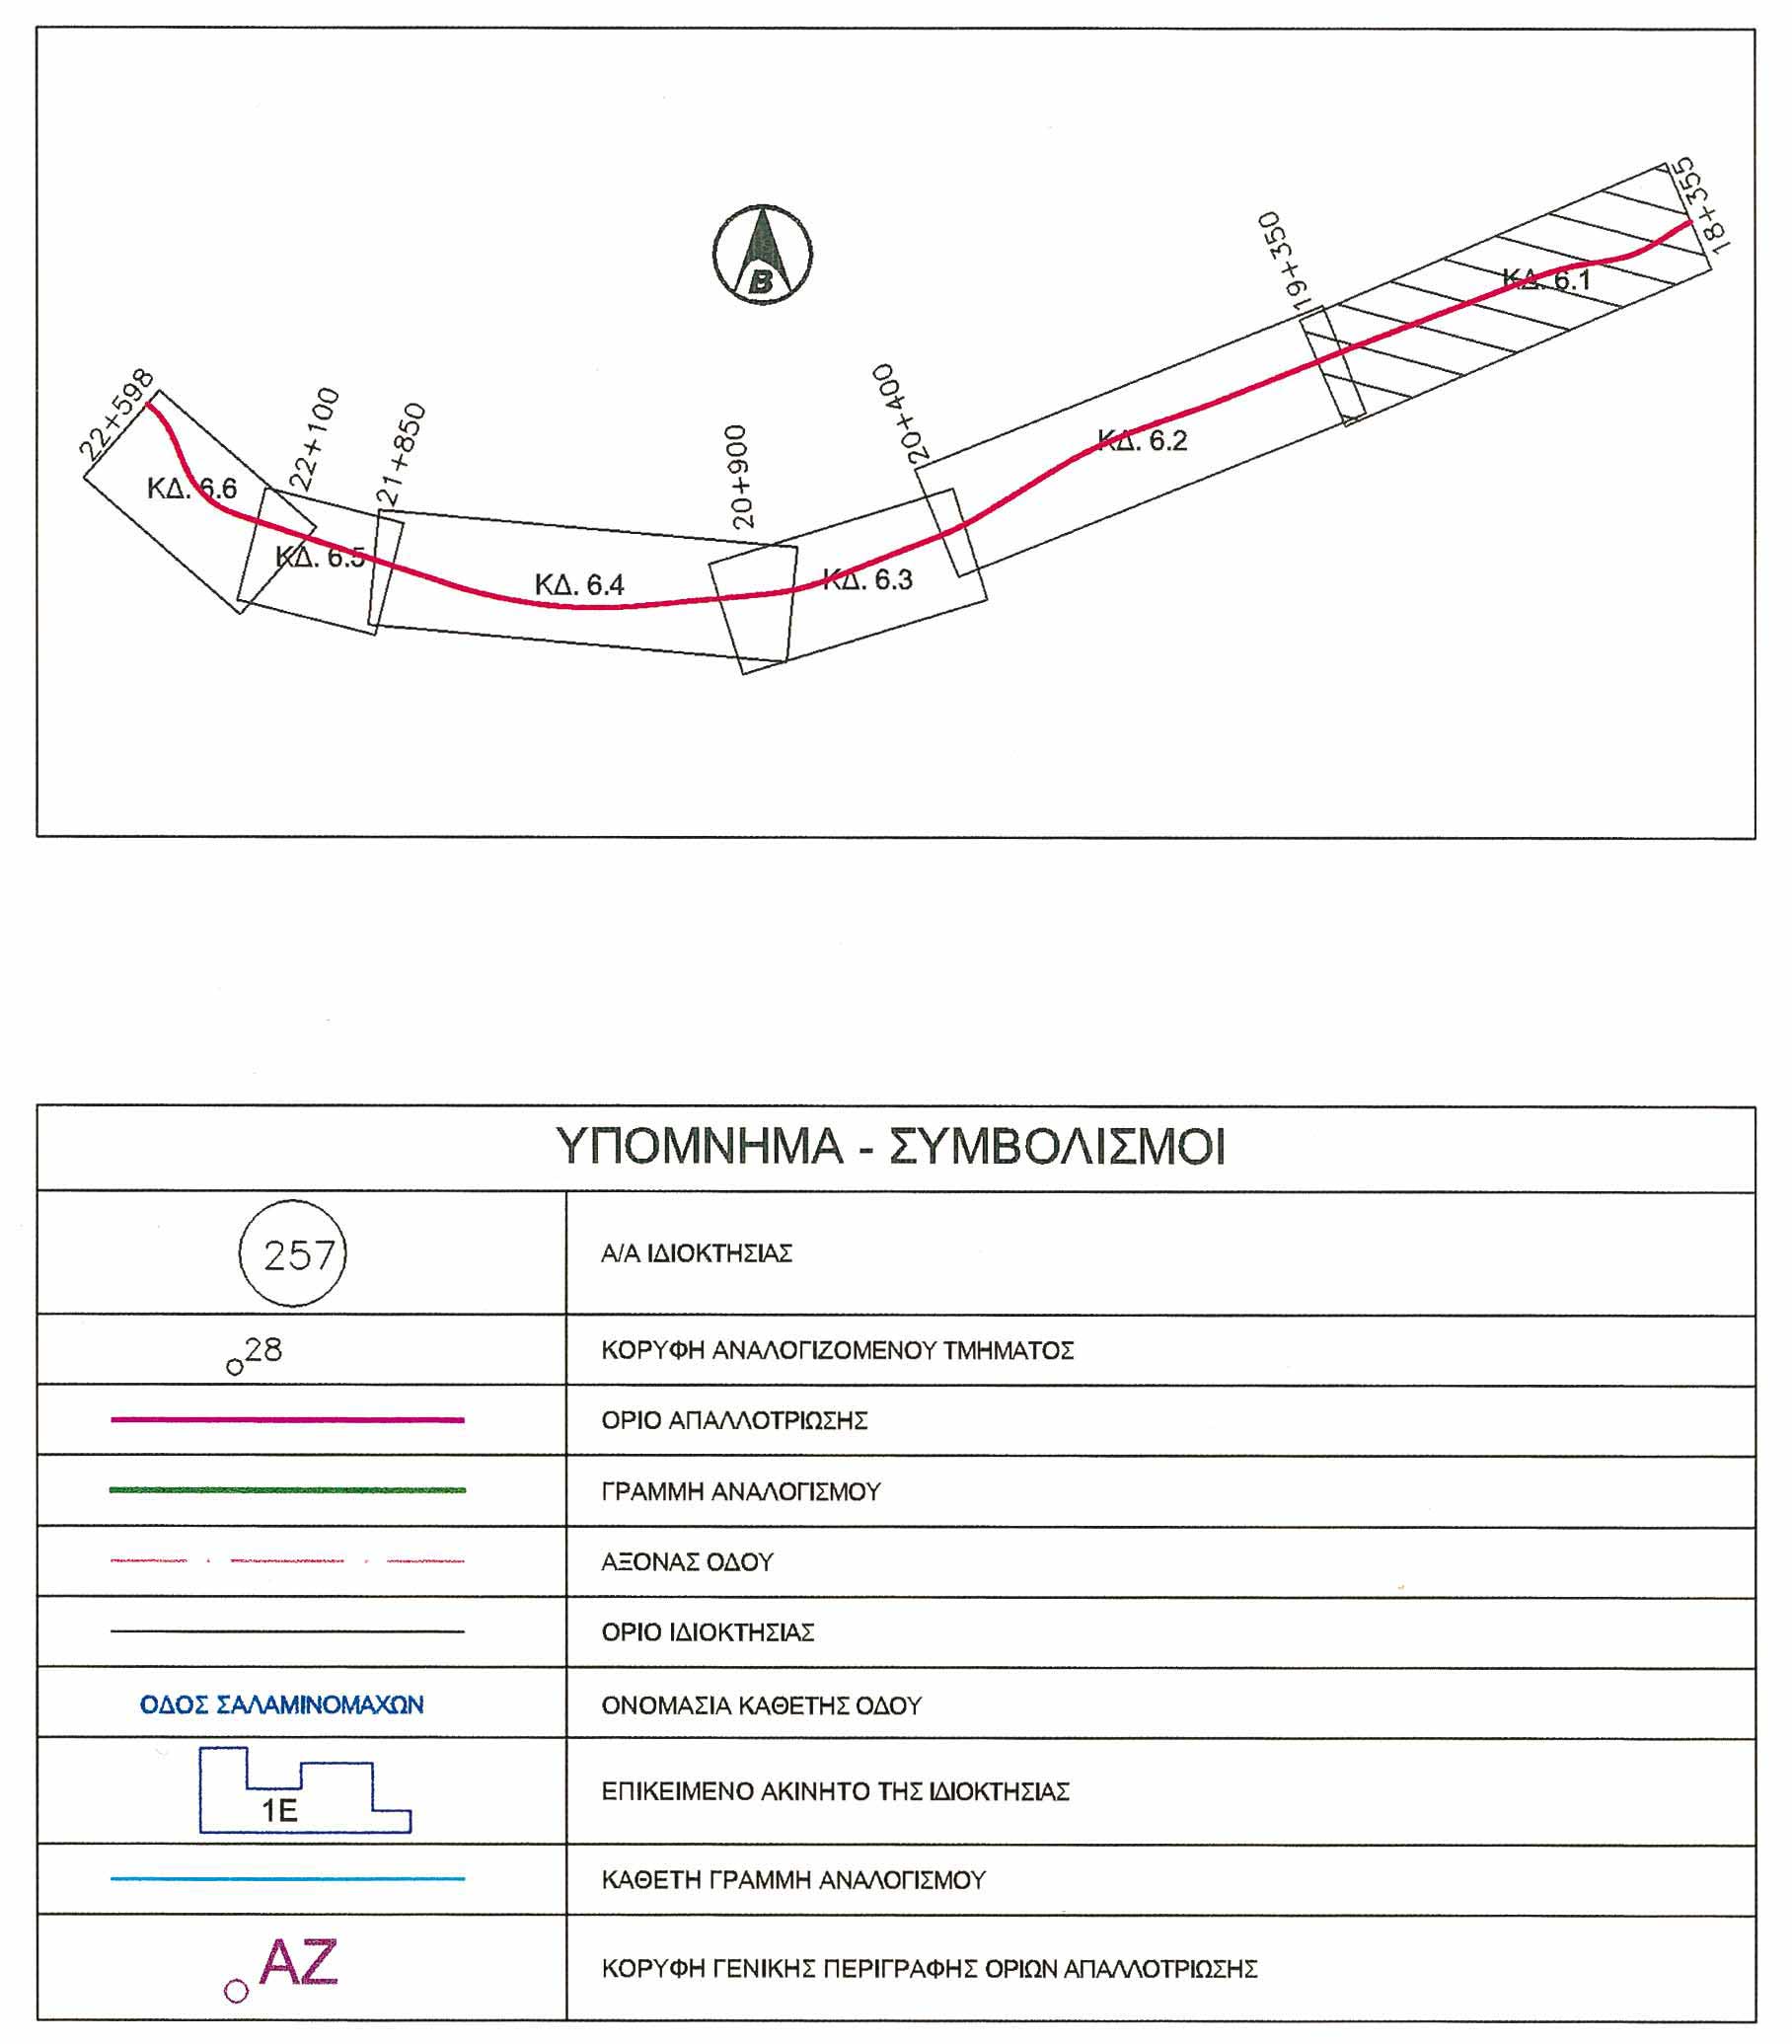 18+355
ΚΔ. 6.1
19+350
ΚΔ. 6.2
20+400
ΚΔ. 6.3
20+900
ΚΔ. 6.4
21+850
ΚΔ. 6.5
22+100
ΚΔ. 6.6
22+598
Β
ΥΠΟΜΝΗΜΑ - ΣΥΜΒΟΛΙΣΜΟΙ
257 Α/Α ΙΔΙΟΚΤΗΣΙΑΣ
28 ΚΟΡΥΦΗ ΑΝΑΛΟΓΙΖΟΜΕΝΟΥ ΤΜΗΜΑΤΟΣ
ΟΡΙΟ ΑΠΑΛΛΟΤΡΙΩΣΗΣ
ΓΡΑΜΜΗ ΑΝΑΛΟΓΙΣΜΟΥ
ΑΞΟΝΑΣ ΟΔΟΥ
ΟΡΙΟ ΙΔΙΟΚΤΗΣΙΑΣ
ΟΔΟΣ ΣΑΛΑΜΙΝΟΜΑΧΩΝ ΟΝΟΜΑΣΙΑ ΚΑΘΕΤΗΣ ΟΔΟΥ
1Ε ΕΠΙΚΕΙΜΕΝΟ ΑΚΙΝΗΤΟ ΤΗΣ ΙΔΙΟΚΤΗΣΙΑΣ
ΚΑΘΕΤΗ ΓΡΑΜΜΗ ΑΝΑΛΟΓΙΣΜΟΥ
ΑΖ ΚΟΡΥΦΗ ΓΕΝΙΚΗΣ ΠΕΡΙΓΡΑΦΗΣ ΟΡΙΩΝ ΑΠΑΛΛΟΤΡΙΩΣΗΣ